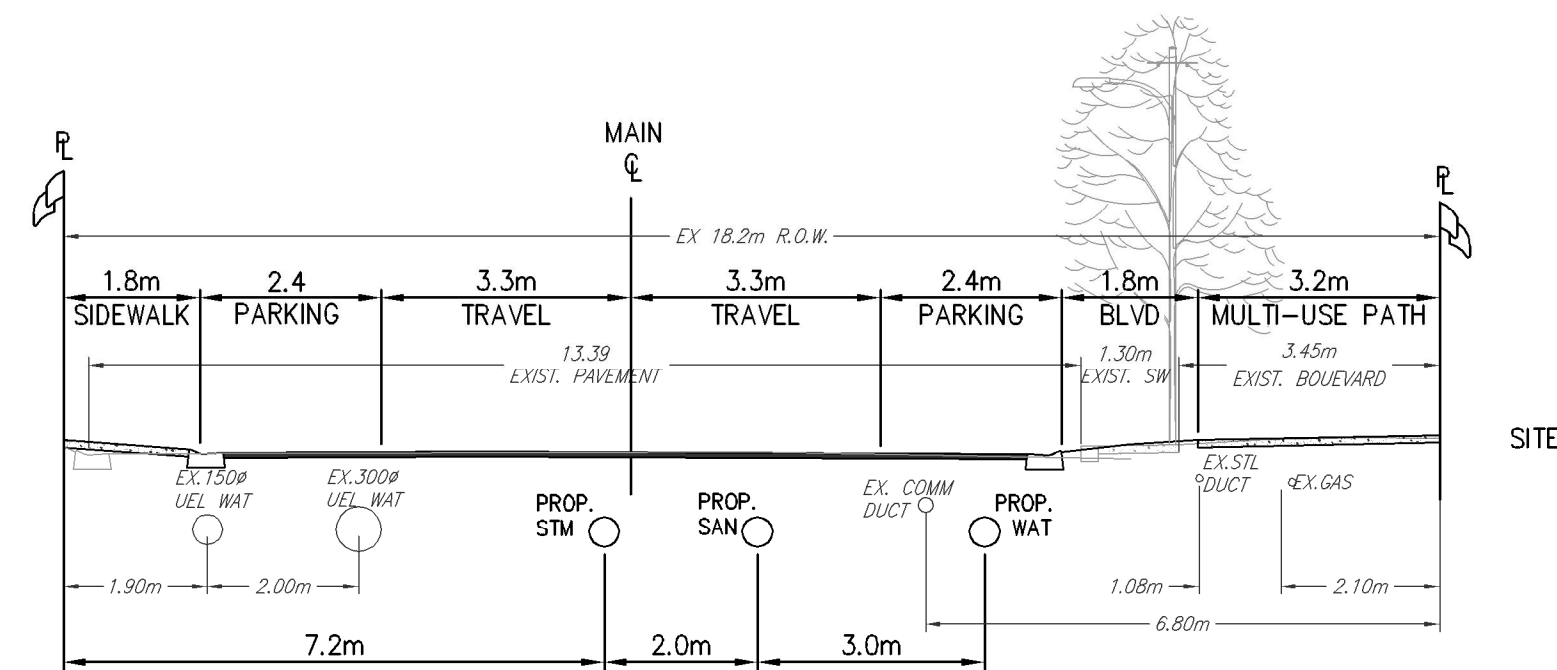 MAIN
℄
⅊
⅊
EX 18.2m R.O.W.
1.8m 2.4 3.3m 3.3m 2.4m 1.8m 3.2m
SIDEWALK PARKING TRAVEL TRAVEL PARKING BLVD MULTI-USE PATH
13.39 1.30m 3.45m
EXIST. PAVEMENT EXIST. SW EXIST. BOUEVARD
SITE
EX.150ø
UEL WAT
EX.300ø
UEL WAT
PROP.
STM
PROP.
SAN
EX. COMM
DUCT
PROP.
WAT
EX.STL
DUCT
EX.GAS
1.90m 2.00m 1.08m 2.10m
6.80m
7.2m 2.0m 3.0m